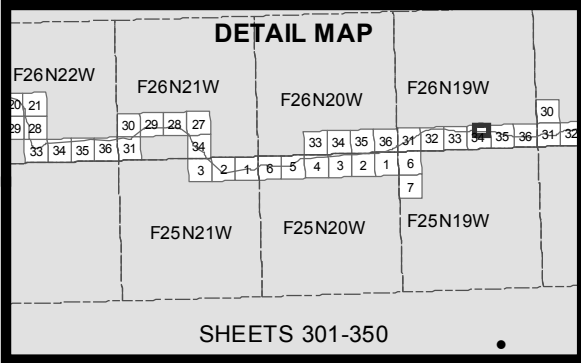 DETAIL MAP
F26N22W
F26N21W
F26N20W
F26N19W
20 21
29 28
33 34 35 36 31
30 29 28 27
34
3 2 1 6 5 4 3 2 1 6
33 34 35 36 31 32 33 34 35 36 31 32
30
7
F25N21W
F25N20W
F25N19W
SHEETS 301-350